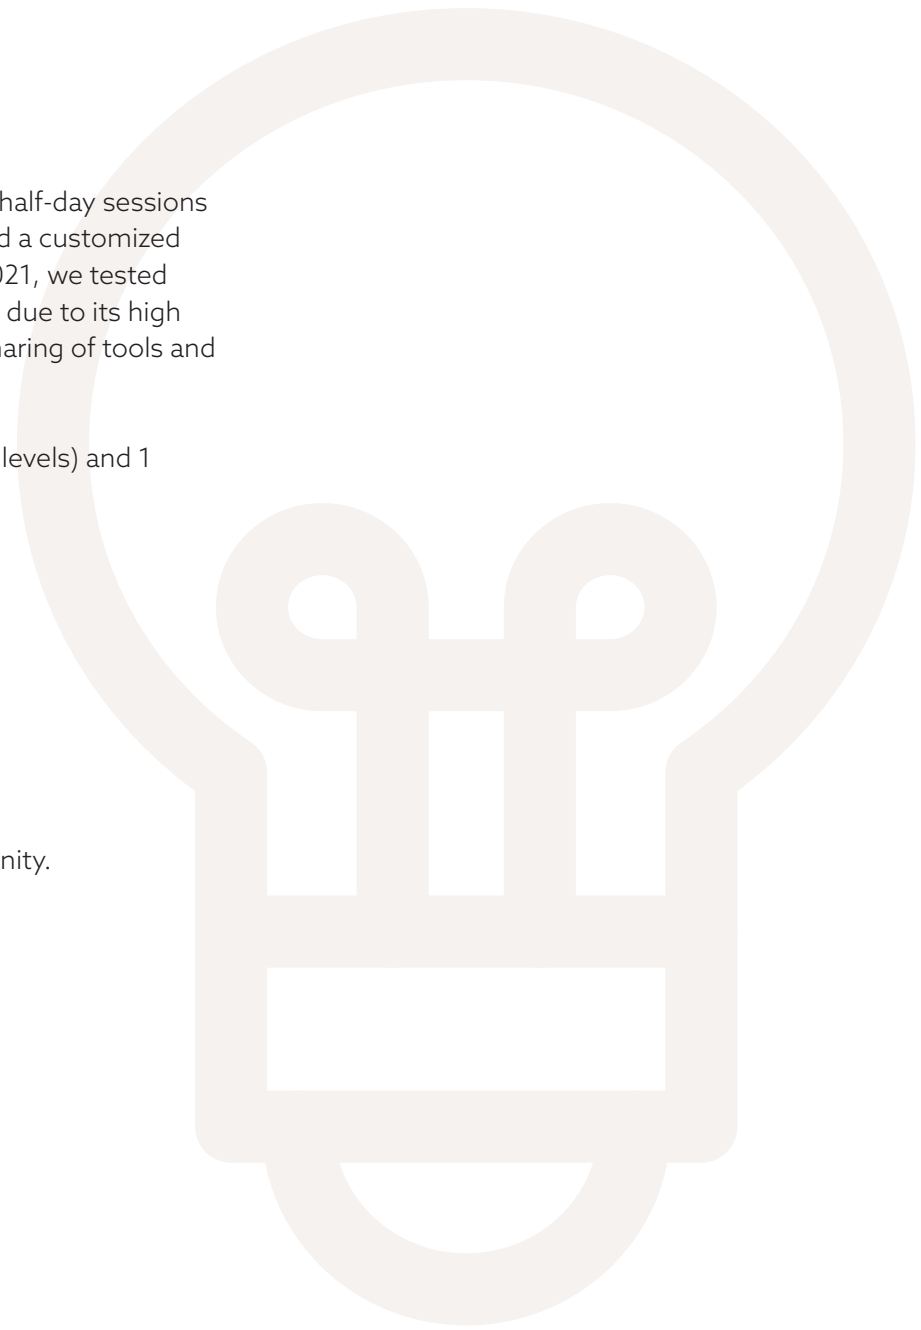 half-day sessions
d a customized
021, we tested
due to its high
haring of tools and
levels) and 1
nity.